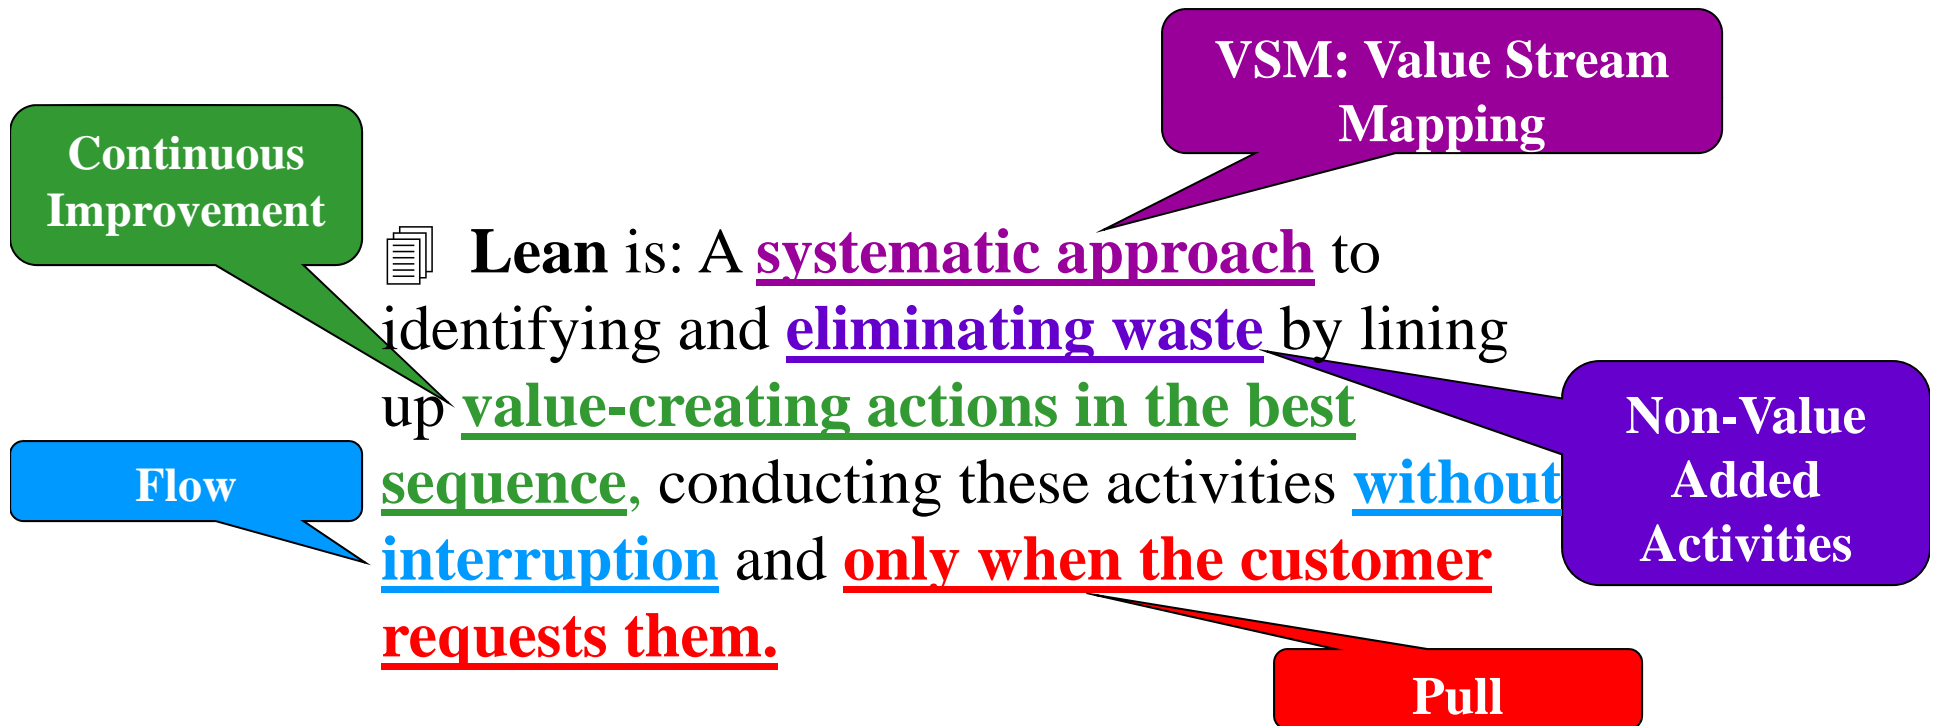 VSM: Value Stream
Mapping
Continuous
Improvement
Lean is: A systematic approach to
identifying and eliminating waste by lining
up value-creating actions in the best
sequence, conducting these activities without
interruption and only when the customer
requests them.
Non-Value
Added
Activities
Flow
Pull